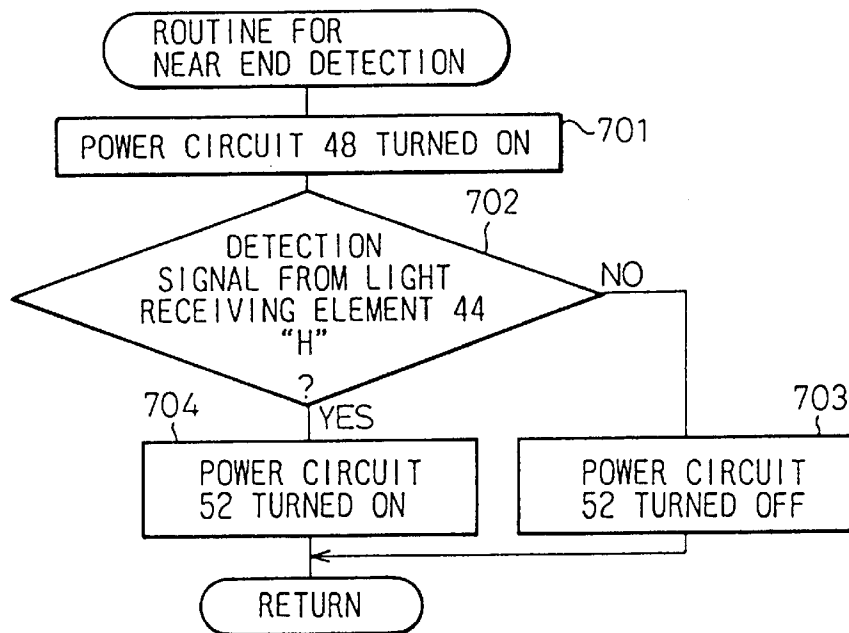 ROUTINE FOR
NEAR END DETECTION
POWER CIRCUIT 48 TURNED ON
701
702
DETECTION
SIGNAL FROM LIGHT
RECEIVING ELEMENT 44
“H”
?
NO
YES
704
POWER CIRCUIT
52 TURNED ON
703
POWER CIRCUIT
52 TURNED OFF
RETURN